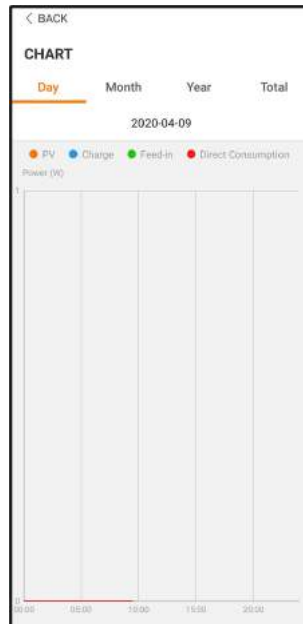 < BACK
CHART
Day Month Year Total
2020-04-09
PV Charge Feed-in Direct Consumption
Power (W)
1
0
00:00 05:00 10:00 15:00 20:00